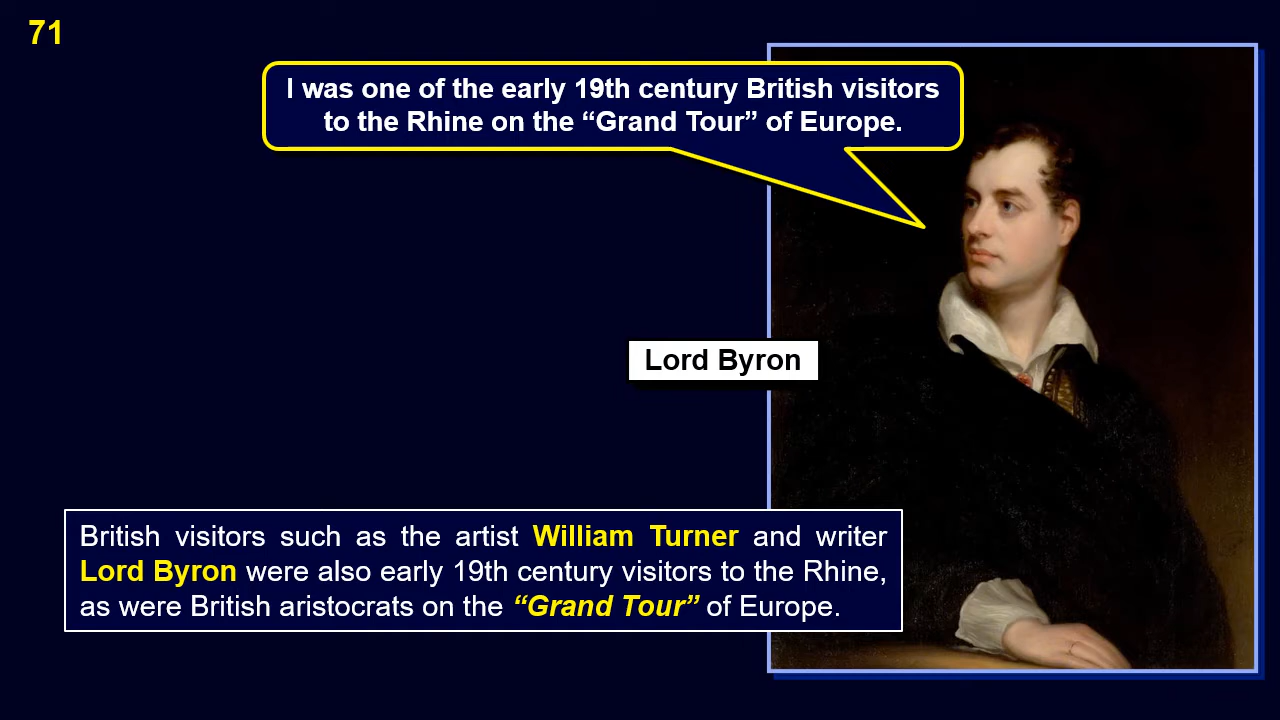 71
I was one of the early 19th century British visitors
to the Rhine on the “Grand Tour” of Europe.
Lord Byron
British visitors such as the artist William Turner and writer
Lord Byron were also early 19th century visitors to the Rhine,
as were British aristocrats on the “Grand Tour” of Europe.